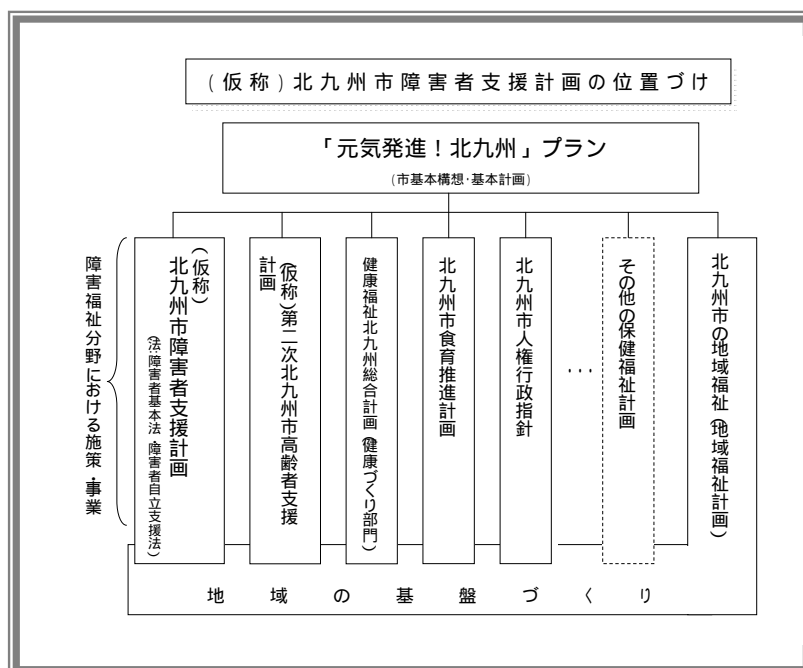 (仮称)北九州市障害者支援計画の位置づけ
「元気発進！北九州」プラン
(市基本構想・基本計画)
障害福祉分野における施策・事業
(仮称)
北九州市障害者支援計画
(法:障害者基本法・障害者自立支援法)
(仮称)第二次北九州市高齢者支援
計画
健康福祉北九州総合計画(健康づくり部門)
北九州市食育推進計画
北九州市人権行政指針
･･･
その他の保健福祉計画
北九州市の地域福祉(地域福祉計画)
地域の基盤づくり